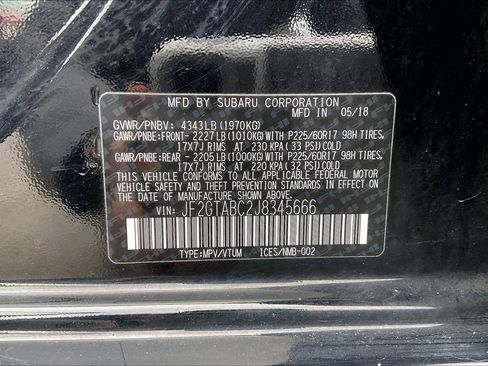 MFD BY SUBARU CORPORATION
MFD IN 05/18
GVWR/PNBV: 4343LB (1970KG)
GAWR/PNBE:FRONT- 2227LB(1010KG) WITH P225/60R17 98H TIRES,
17X7J RIMS AT 230 KPA ( 33 PSI)COLD
GAWR/PNBE:REAR - 2205LB(1000KG) WITH P225/60R17 98H TIRES,
17X7J RIMS AT 220 KPA ( 32 PSI)COLD
THIS VEHICLE CONFORMS TO ALL APPLICABLE FEDERAL MOTOR
VEHICLE SAFETY AND BUMPER STANDARDS IN EFFECT ON
THE DATE OF MANUFACTURE SHOWN ABOVE.
VIN: JF2GTABC2J8345666
TYPE:MPV/VTUM ICES/NMB-002